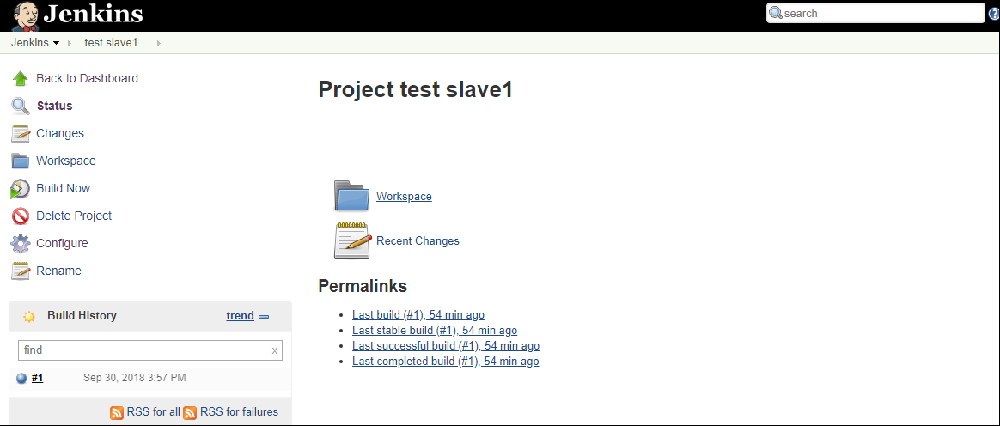 Jenkins
search
?
Jenkins
test slave1
Back to Dashboard
Status
Changes
Workspace
Build Now
Delete Project
Configure
Rename
Build History
trend
find
x
#1
Sep 30, 2018 3:57 PM
RSS for all
RSS for failures
Project test slave1
Workspace
Recent Changes
Permalinks
Last build (#1), 54 min ago
Last stable build (#1), 54 min ago
Last successful build (#1), 54 min ago
Last completed build (#1), 54 min ago